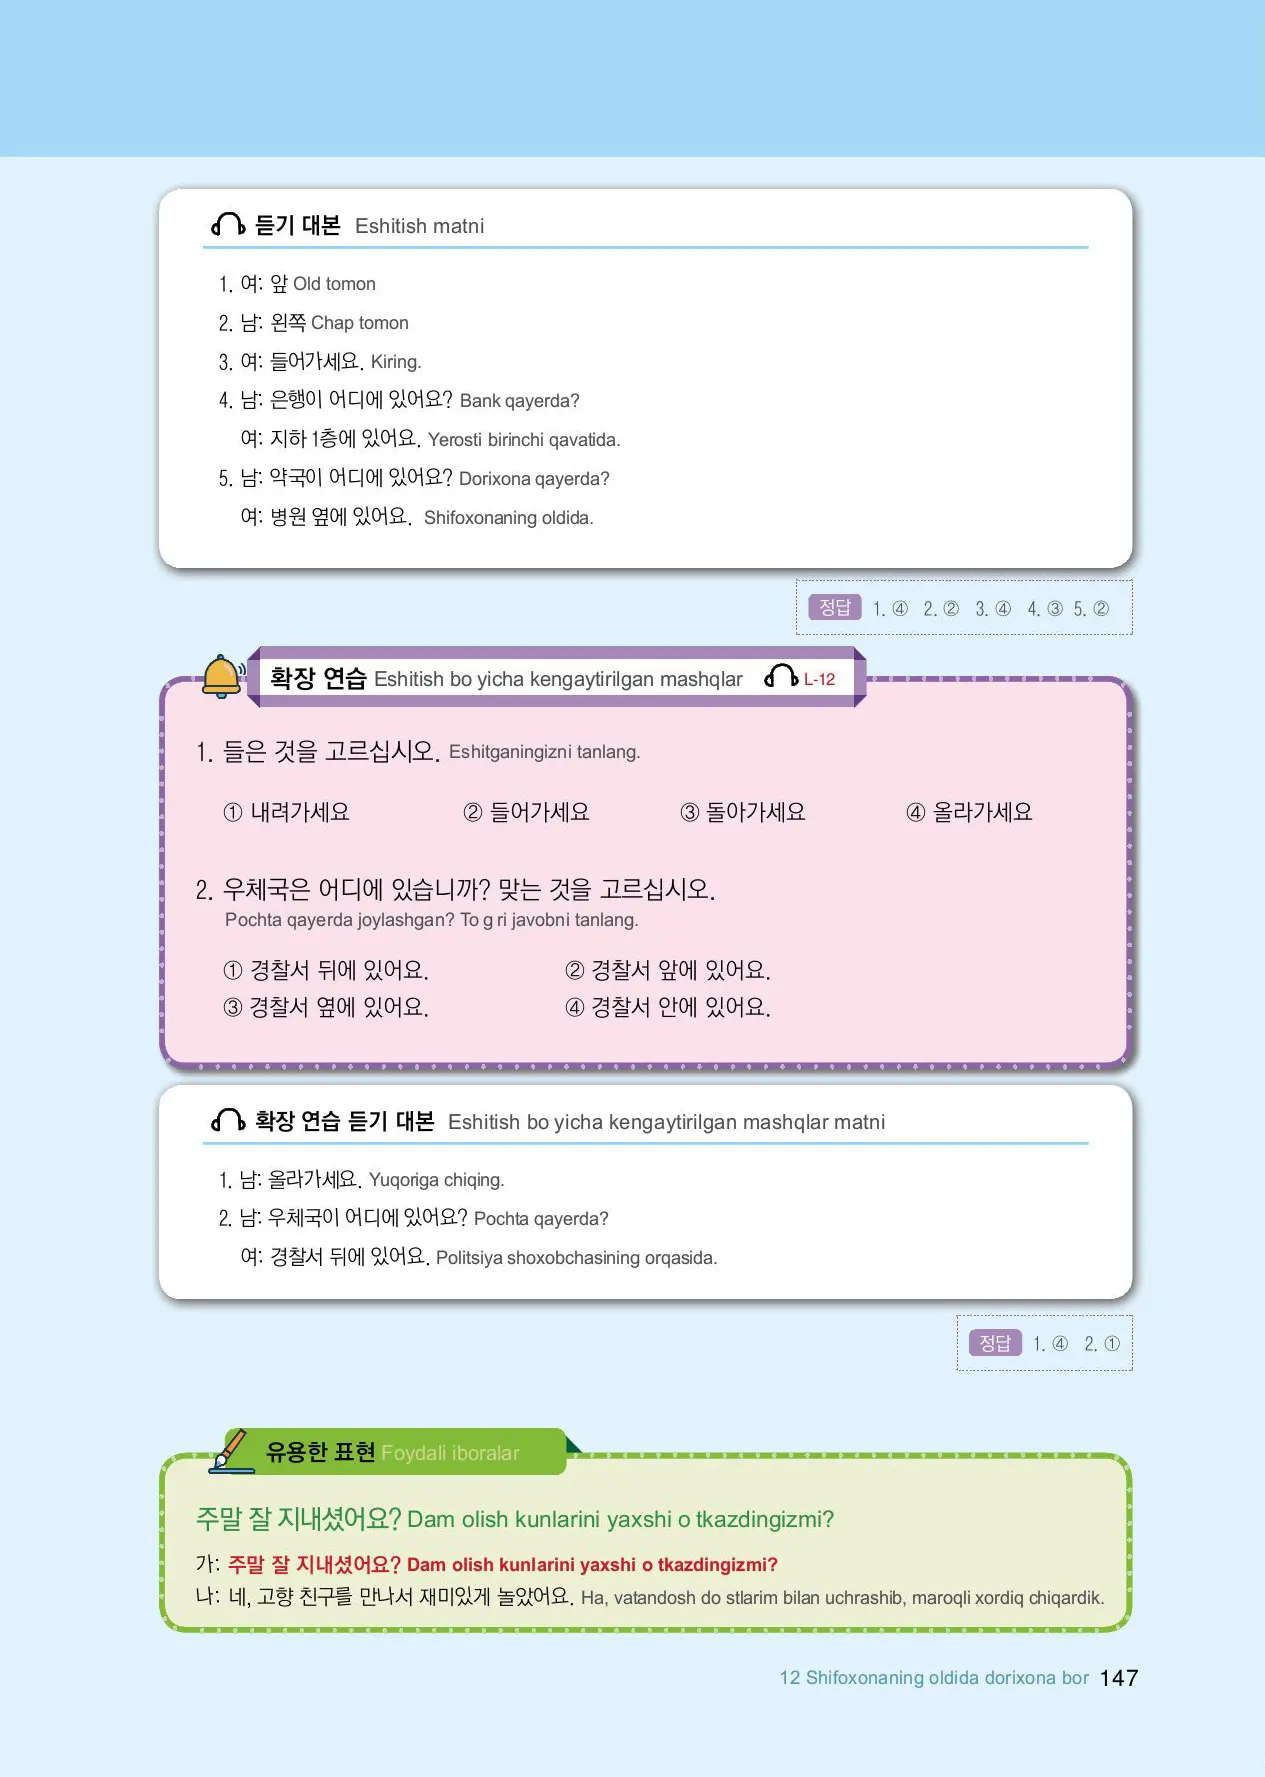 듣기 대본 Eshitish matni
1. 여: 앞 Old tomon
2. 남: 왼쪽 Chap tomon
3. 여: 들어가세요. Kiring.
4. 남: 은행이 어디에 있어요? Bank qayerda?
여: 지하 1층에 있어요. Yerosti birinchi qavatida.
5. 남: 약국이 어디에 있어요? Dorixona qayerda?
여: 병원 옆에 있어요. Shifoxonaning oldida.
정답 1. ④ 2. ② 3. ④ 4. ③ 5. ②
확장 연습 Eshitish bo yicha kengaytirilgan mashqlar L-12
1. 들은 것을 고르십시오. Eshitganingizni tanlang.
① 내려가세요 ② 들어가세요 ③ 돌아가세요 ④ 올라가세요
2. 우체국은 어디에 있습니까? 맞는 것을 고르십시오.
Pochta qayerda joylashgan? To g ri javobni tanlang.
① 경찰서 뒤에 있어요. ② 경찰서 앞에 있어요.
③ 경찰서 옆에 있어요. ④ 경찰서 안에 있어요.
확장 연습 듣기 대본 Eshitish bo yicha kengaytirilgan mashqlar matni
1. 남: 올라가세요. Yuqoriga chiqing.
2. 남: 우체국이 어디에 있어요? Pochta qayerda?
여: 경찰서 뒤에 있어요. Politsiya shoxobchasining orqasida.
정답 1. ④ 2. ①
유용한 표현 Foydali iboralar
주말 잘 지내셨어요? Dam olish kunlarini yaxshi o tkazdingizmi?
가: 주말 잘 지내셨어요? Dam olish kunlarini yaxshi o tkazdingizmi?
나: 네, 고향 친구를 만나서 재미있게 놀았어요. Ha, vatandosh do stlarim bilan uchrashib, maroqli xordiq chiqardik.
12 Shifoxonaning oldida dorixona bor 147